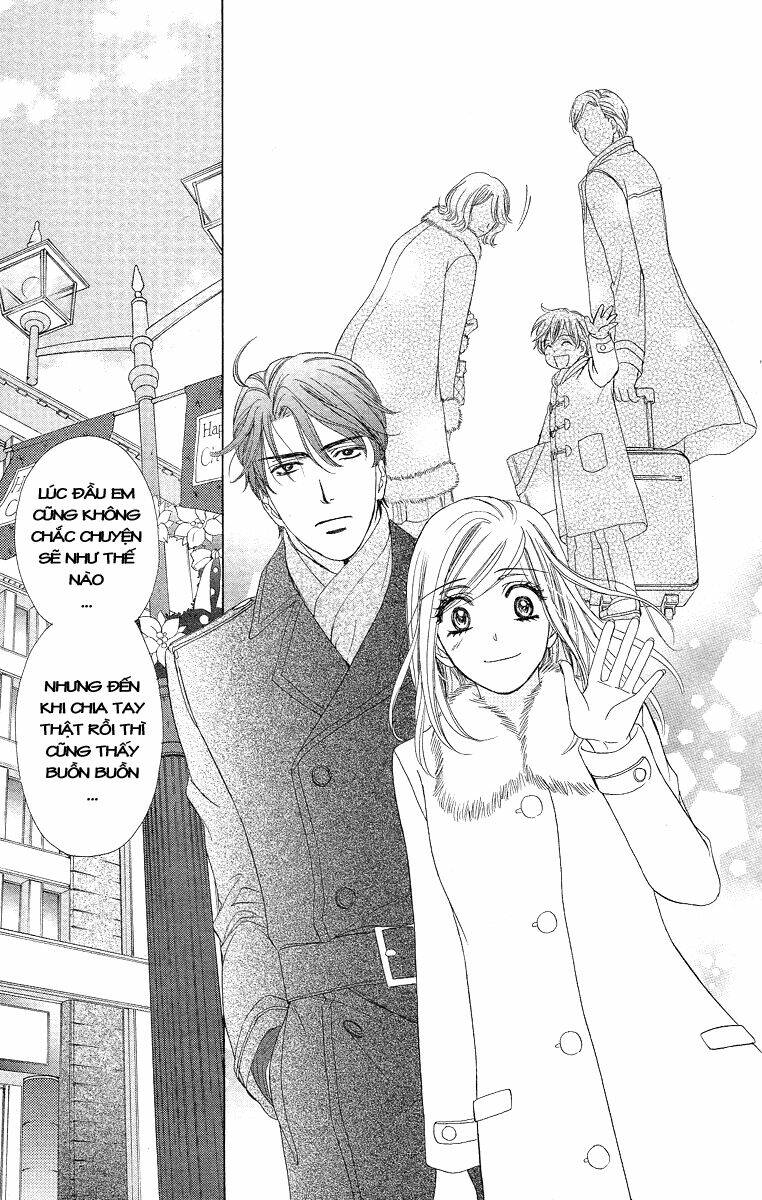 Hap
C
LÚC ĐẦU EM
CŨNG KHÔNG
CHẮC CHUYỆN
SẼ NHƯ THẾ
NÀO
...
NHƯNG ĐẾN
KHI CHIA TAY
THẬT RỒI THÌ
CŨNG THẤY
BUỒN BUỒN
...